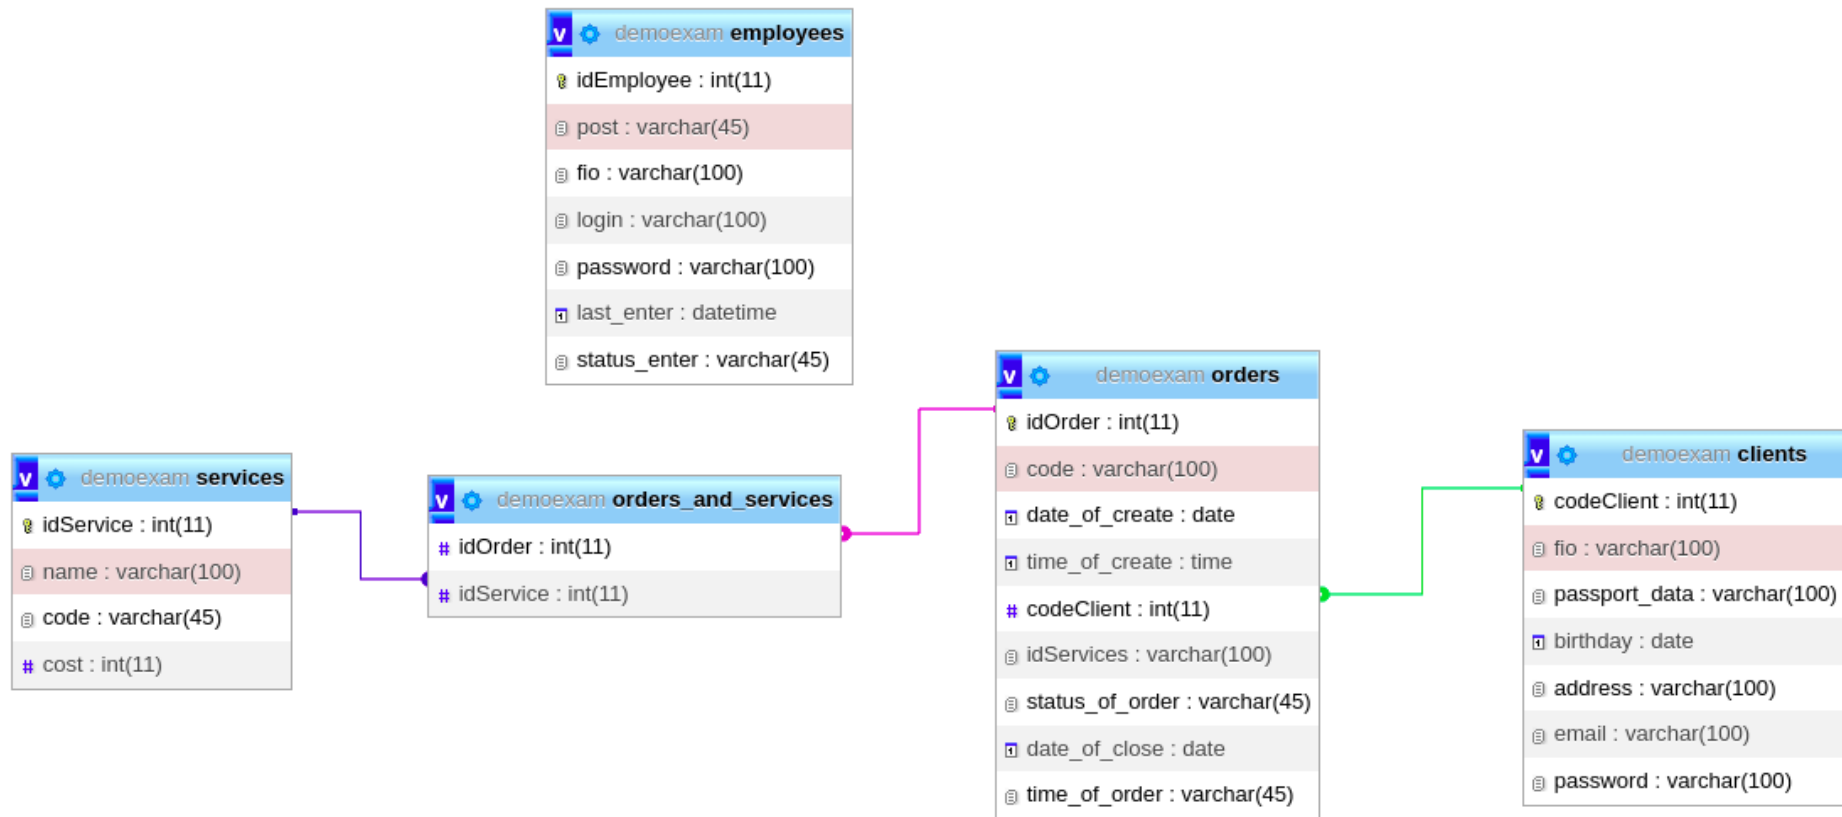 v demoexam employees
idEmployee : int(11)
post : varchar(45)
fio : varchar(100)
login : varchar(100)
password : varchar(100)
last_enter : datetime
status_enter : varchar(45)
v demoexam services
idService : int(11)
name : varchar(100)
code : varchar(45)
# cost : int(11)
v demoexam orders_and_services
# idOrder : int(11)
# idService : int(11)
v demoexam orders
idOrder : int(11)
code : varchar(100)
date_of_create : date
time_of_create : time
# codeClient : int(11)
idServices : varchar(100)
status_of_order : varchar(45)
date_of_close : date
time_of_order : varchar(45)
v demoexam clients
codeClient : int(11)
fio : varchar(100)
passport_data : varchar(100)
birthday : date
address : varchar(100)
email : varchar(100)
password : varchar(100)